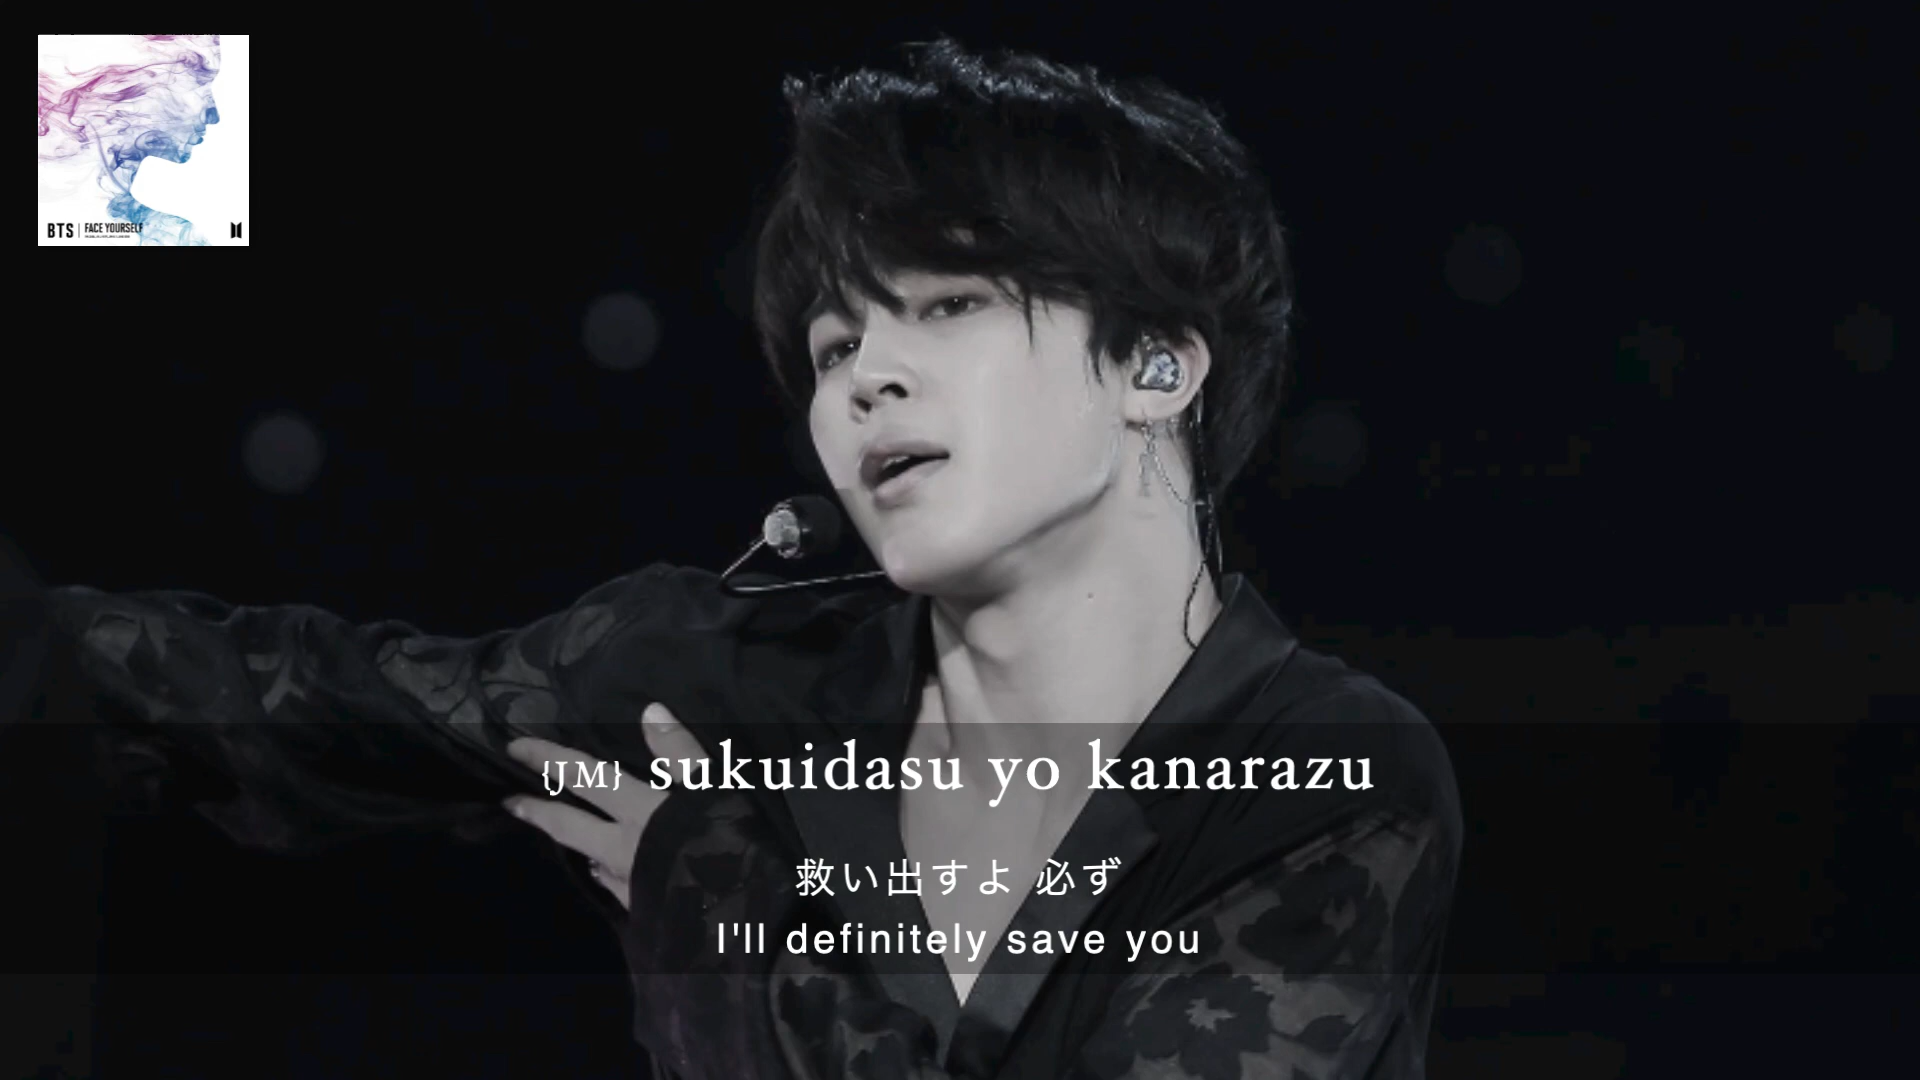 BTS | FACE YOURSELF
{JM} sukuidasu yo kanarazu
救い出すよ 必ず
I'll definitely save you